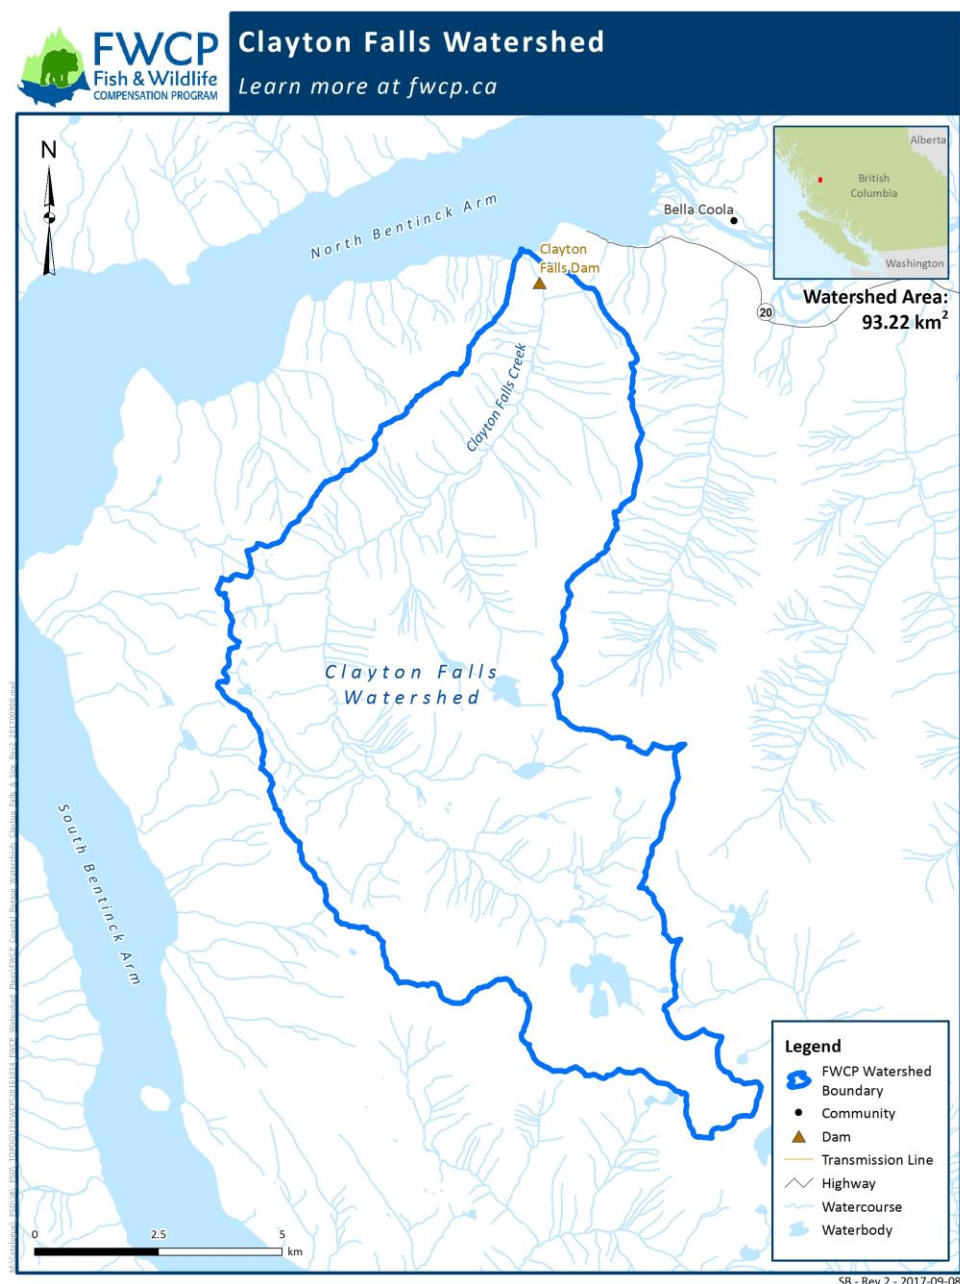 FWCP
Fish & Wildlife
COMPENSATION PROGRAM
Clayton Falls Watershed
Learn more at fwcp.ca
N
North Bentinck Arm
Bella Coola
Clayton
Falls Dam
Alberta
British
Columbia
Washington
Watershed Area:
93.22 km²
20
Clayton Falls Creek
Clayton Falls
Watershed
South Bentinck Arm
Legend
FWCP Watershed
Boundary
Community
Dam
Transmission Line
Highway
Watercourse
Waterbody
0 2.5 5
km
SB - Rev 2 - 2017-09-08